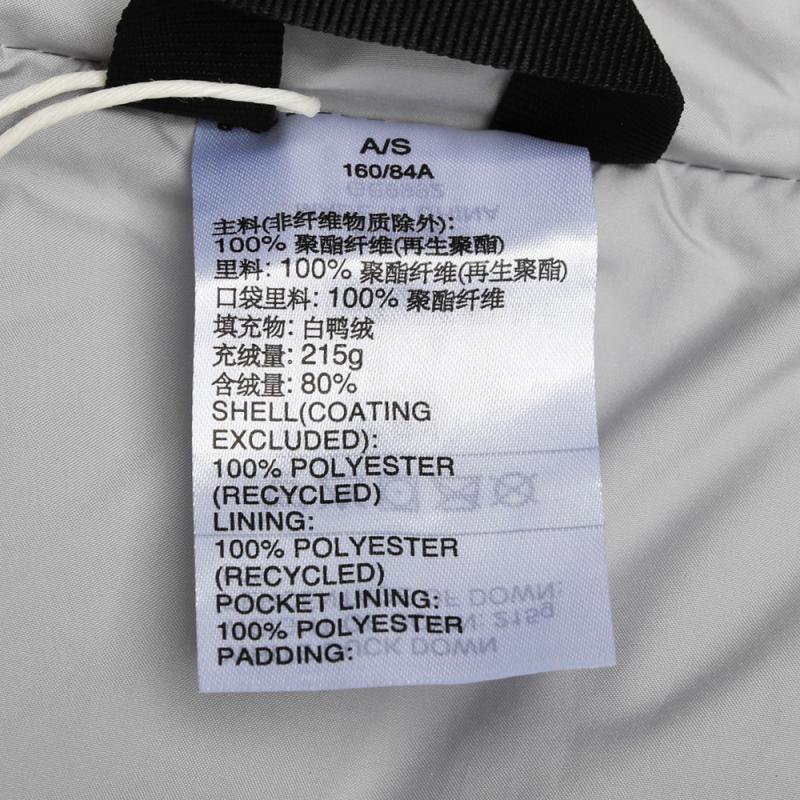 A/S
160/84A
主料(非纤维物质除外):
100% 聚酯纤维(再生聚酯)
里料: 100% 聚酯纤维(再生聚酯)
口袋里料: 100% 聚酯纤维
填充物: 白鸭绒
充绒量: 215g
含绒量: 80%
SHELL(COATING
EXCLUDED):
100% POLYESTER
(RECYCLED)
LINING:
100% POLYESTER
(RECYCLED)
POCKET LINING:
100% POLYESTER
PADDING: